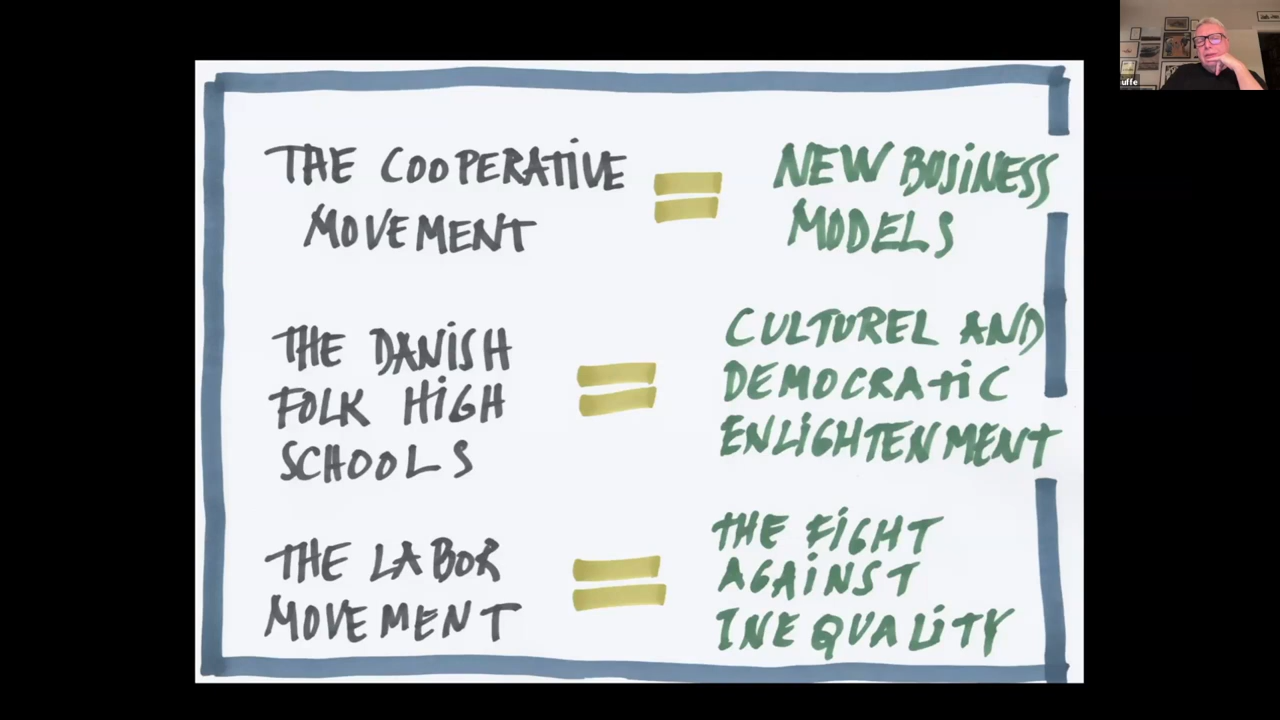 THE COOPERATIVE
MOVEMENT
=
NEW BUSINESS
MODELS
THE DANISH
FOLK HIGH
SCHOOLS
=
CULTUREL AND
DEMOCRATIC
ENLIGHTENMENT
THE LABOR
MOVEMENT
=
THE FIGHT
AGAINST
INEQUALITY
uffe